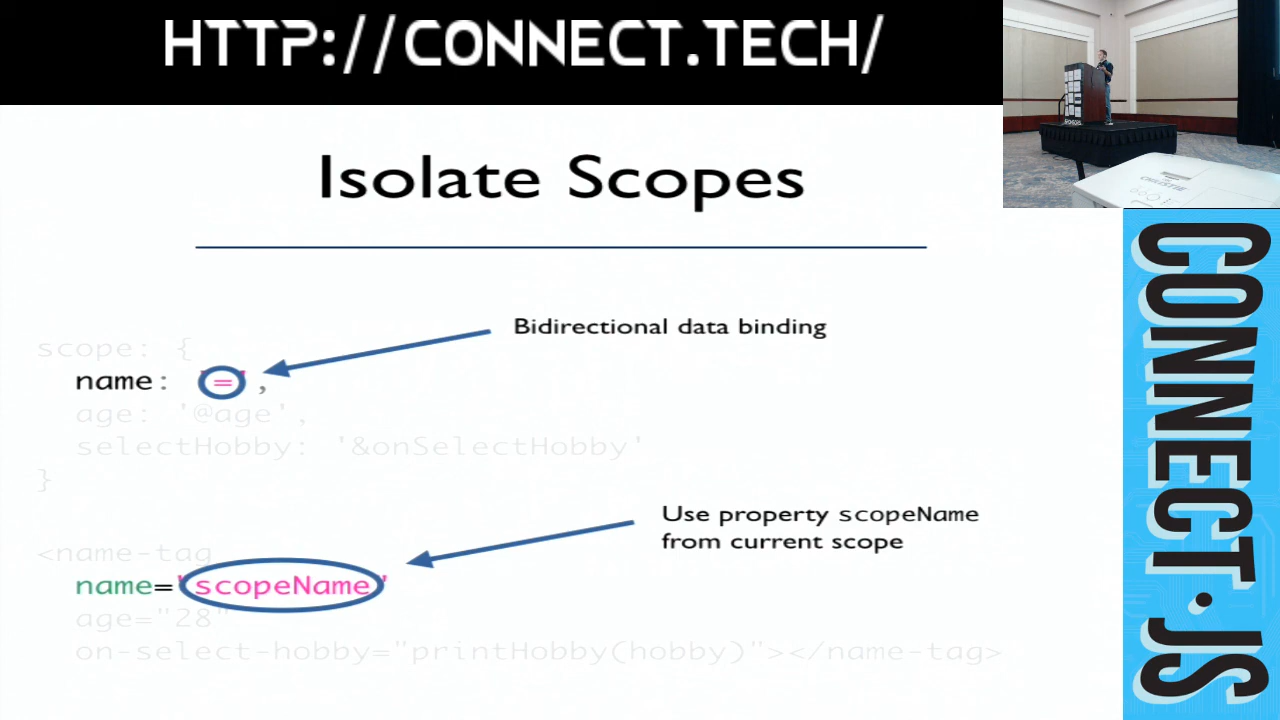 HTTP://CONNECT.TECH/
Isolate Scopes
Bidirectional data binding
scope: {
name: '=',
age: '@age',
selectHobby: '&onSelectHobby'
}
Use property scopeName
from current scope
<name-tag
name="scopeName"
age="28"
on-select-hobby="printHobby(hobby)"></name-tag>
CONNECT.JS
CHRISTIE